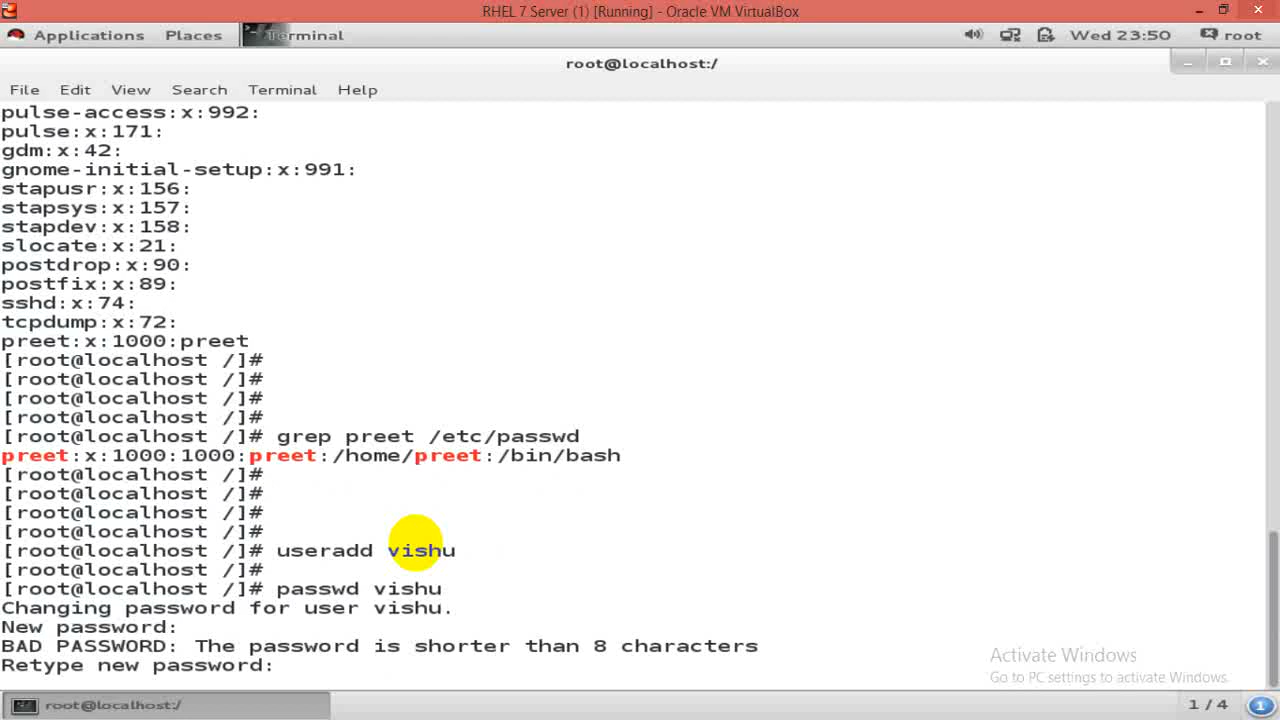 RHEL 7 Server (1) [Running] - Oracle VM VirtualBox
Applications Places Terminal Wed 23:50 root
root@localhost:/
File Edit View Search Terminal Help
pulse-access:x:992:
pulse:x:171:
gdm:x:42:
gnome-initial-setup:x:991:
stapusr:x:156:
stapsys:x:157:
stapdev:x:158:
slocate:x:21:
postdrop:x:90:
postfix:x:89:
sshd:x:74:
tcpdump:x:72:
preet:x:1000:preet
[root@localhost /]#
[root@localhost /]#
[root@localhost /]#
[root@localhost /]#
[root@localhost /]# grep preet /etc/passwd
preet:x:1000:1000:preet:/home/preet:/bin/bash
[root@localhost /]#
[root@localhost /]#
[root@localhost /]#
[root@localhost /]#
[root@localhost /]# useradd vishu
[root@localhost /]#
[root@localhost /]# passwd vishu
Changing password for user vishu.
New password:
BAD PASSWORD: The password is shorter than 8 characters
Retype new password:
Activate Windows
Go to PC settings to activate Windows.
root@localhost:/ 1 / 4 1